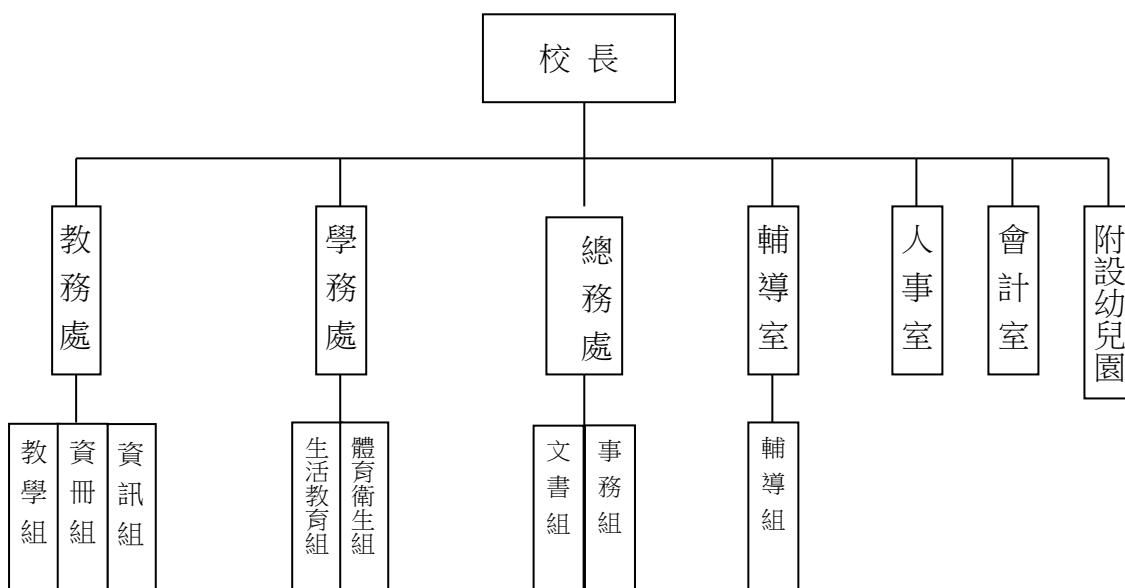 校長
教務處
學務處
總務處
輔導室
人事室
會計室
附設幼兒園
教學組
資冊組
資訊組
生活教育組
體育衛生組
文書組
事務組
輔導組